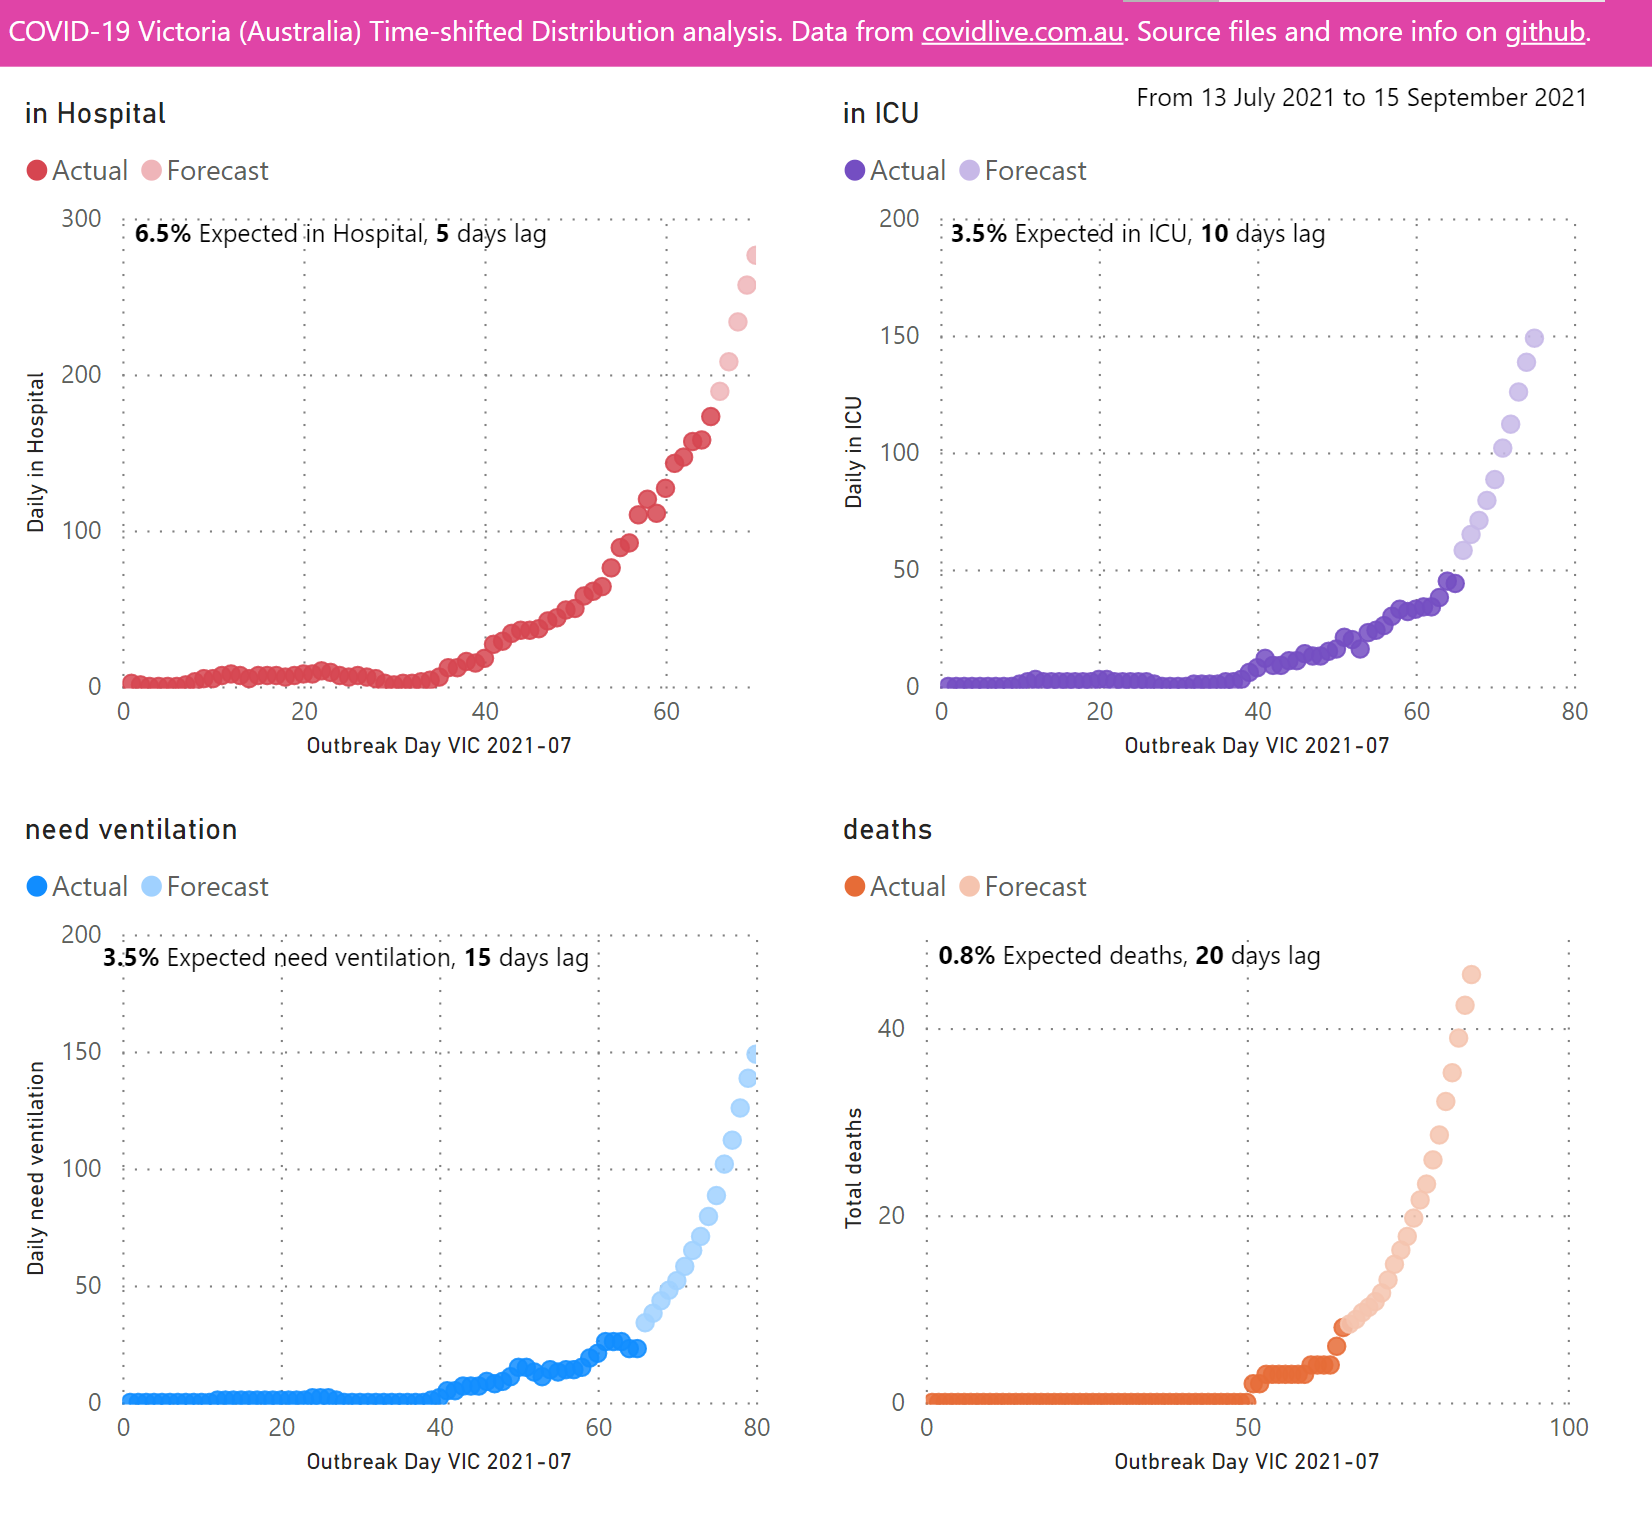 COVID-19 Victoria (Australia) Time-shifted Distribution analysis. Data from covidlive.com.au. Source files and more info on github.
From 13 July 2021 to 15 September 2021
in Hospital
Actual Forecast
6.5% Expected in Hospital, 5 days lag
Daily in Hospital
300
200
100
0
0 20 40 60
Outbreak Day VIC 2021-07
in ICU
Actual Forecast
3.5% Expected in ICU, 10 days lag
Daily in ICU
200
150
100
50
0
0 20 40 60 80
Outbreak Day VIC 2021-07
need ventilation
Actual Forecast
3.5% Expected need ventilation, 15 days lag
Daily need ventilation
200
150
100
50
0
0 20 40 60 80
Outbreak Day VIC 2021-07
deaths
Actual Forecast
0.8% Expected deaths, 20 days lag
Total deaths
40
20
0
0 50 100
Outbreak Day VIC 2021-07